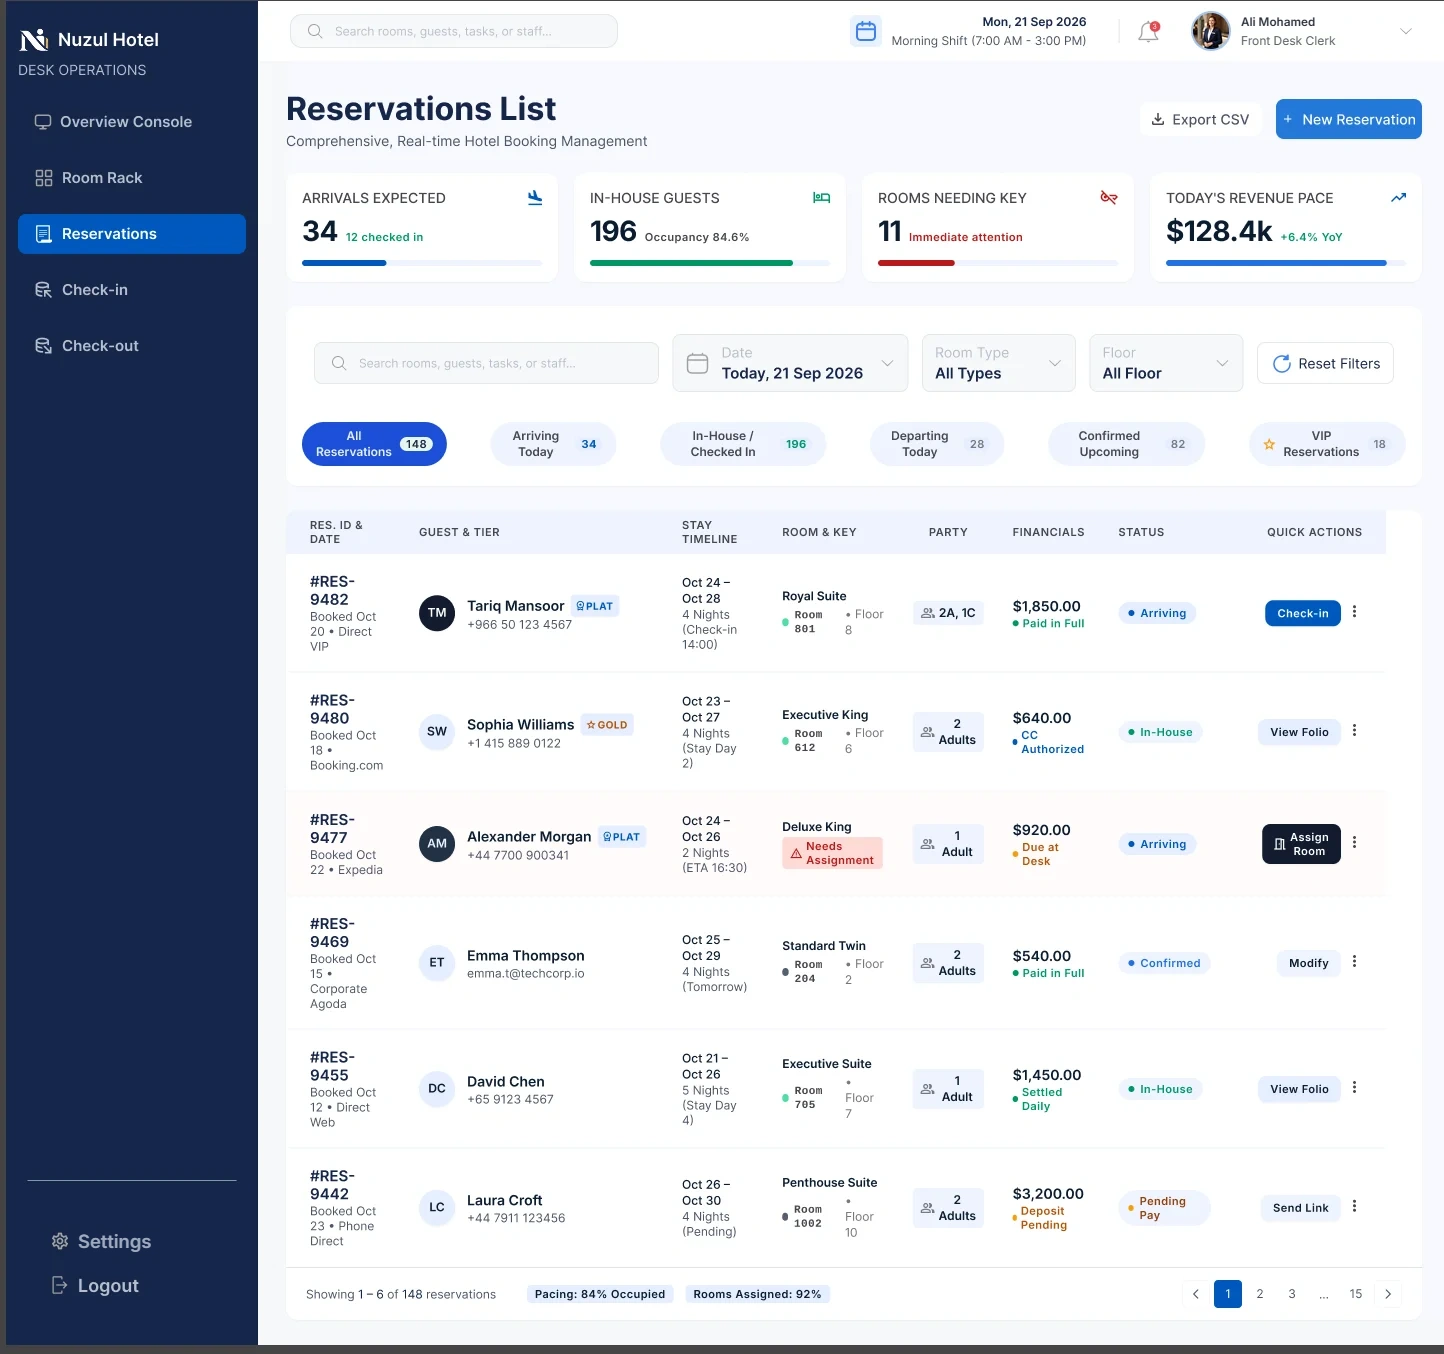 Nuzul Hotel
DESK OPERATIONS
Overview Console
Room Rack
Reservations
Check-in
Check-out
Settings
Logout
Search rooms, guests, tasks, or staff...
Mon, 21 Sep 2026
Morning Shift (7:00 AM - 3:00 PM)
3
Ali Mohamed
Front Desk Clerk
Reservations List
Comprehensive, Real-time Hotel Booking Management
Export CSV
+ New Reservation
ARRIVALS EXPECTED
34 12 checked in
IN-HOUSE GUESTS
196 Occupancy 84.6%
ROOMS NEEDING KEY
11 Immediate attention
TODAY'S REVENUE PACE
$128.4k +6.4% YoY
Search rooms, guests, tasks, or staff...
Date
Today, 21 Sep 2026
Room Type
All Types
Floor
All Floor
Reset Filters
All
Reservations
148
Arriving
Today
34
In-House /
Checked In
196
Departing
Today
28
Confirmed
Upcoming
82
VIP
Reservations
18
RES. ID &
DATE
GUEST & TIER
STAY
TIMELINE
ROOM & KEY
PARTY
FINANCIALS
STATUS
QUICK ACTIONS
#RES-
9482
Booked Oct
20 • Direct
VIP
TM
Tariq Mansoor
PLAT
+966 50 123 4567
Oct 24 –
Oct 28
4 Nights
(Check-in
14:00)
Royal Suite
Room
801
• Floor
8
2A, 1C
$1,850.00
Paid in Full
Arriving
Check-in
#RES-
9480
Booked Oct
18 •
Booking.com
SW
Sophia Williams
GOLD
+1 415 889 0122
Oct 23 –
Oct 27
4 Nights
(Stay Day
2)
Executive King
Room
612
• Floor
6
2
Adults
$640.00
CC
Authorized
In-House
View Folio
#RES-
9477
Booked Oct
22 • Expedia
AM
Alexander Morgan
PLAT
+44 7700 900341
Oct 24 –
Oct 26
2 Nights
(ETA 16:30)
Deluxe King
Needs
Assignment
1
Adult
$920.00
Due at
Desk
Arriving
Assign
Room
#RES-
9469
Booked Oct
15 •
Corporate
Agoda
ET
Emma Thompson
emma.t@techcorp.io
Oct 25 –
Oct 29
4 Nights
(Tomorrow)
Standard Twin
Room
204
• Floor
2
2
Adults
$540.00
Paid in Full
Confirmed
Modify
#RES-
9455
Booked Oct
12 • Direct
Web
DC
David Chen
+65 9123 4567
Oct 21 –
Oct 26
5 Nights
(Stay Day
4)
Executive Suite
Room
705
•
Floor
7
1
Adult
$1,450.00
Settled
Daily
In-House
View Folio
#RES-
9442
Booked Oct
23 • Phone
Direct
LC
Laura Croft
+44 7911 123456
Oct 26 –
Oct 30
4 Nights
(Pending)
Penthouse Suite
Room
1002
•
Floor
10
2
Adults
$3,200.00
Deposit
Pending
Pending
Pay
Send Link
Showing 1 – 6 of 148 reservations
Pacing: 84% Occupied
Rooms Assigned: 92%
1 2 3 ... 15